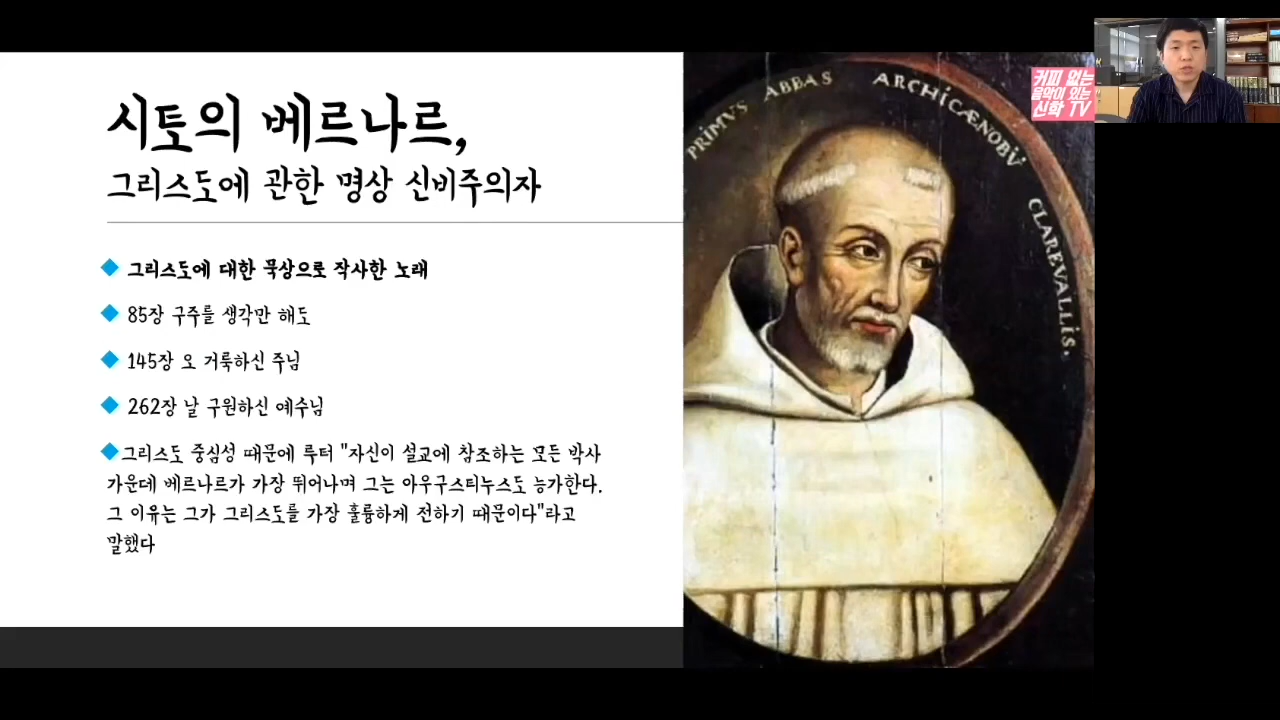 시토의 베르나르,
그리스도에 관한 명상 신비주의자
그리스도에 대한 묵상으로 작사한 노래
85장 구주를 생각만 해도
145장 오 거룩하신 주님
262장 날 구원하신 예수님
그리스도 중심성 때문에 루터 "자신이 설교에 참조하는 모든 박사
가운데 베르나르가 가장 뛰어나며 그는 아우구스티누스도 능가한다.
그 이유는 그가 그리스도를 가장 훌륭하게 전하기 때문이다"라고
말했다
PRIMVS ABBAS ARCHICÆNOBIJ CLAREVALLIS.
커피 없는
음악이 있는
신학 TV